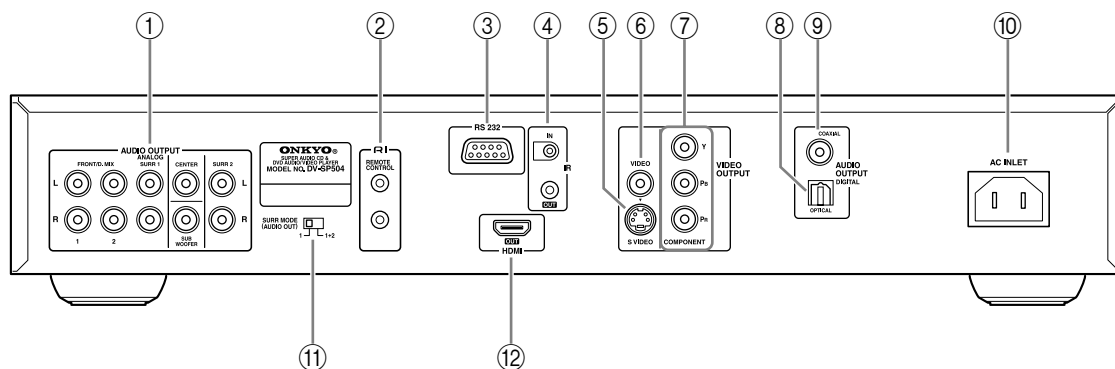 ① ② ③ ④ ⑤ ⑥ ⑦ ⑧ ⑨ ⑩
AUDIO OUTPUT
ANALOG
FRONT/D. MIX
SURR 1
CENTER
SURR 2
L
L
R
R
1
2
SUB
WOOFER
ONKYO®
SUPER AUDIO CD &
DVD AUDIO/VIDEO PLAYER
MODEL NO. DV-SP504
SURR MODE
(AUDIO OUT)
1
1+2
RI
REMOTE
CONTROL
RS 232
IN
IR
OUT
OUT
HDMI
VIDEO
S VIDEO
Y
PB
PR
COMPONENT
VIDEO
OUTPUT
COAXIAL
AUDIO
OUTPUT
DIGITAL
OPTICAL
AC INLET
⑪ ⑫